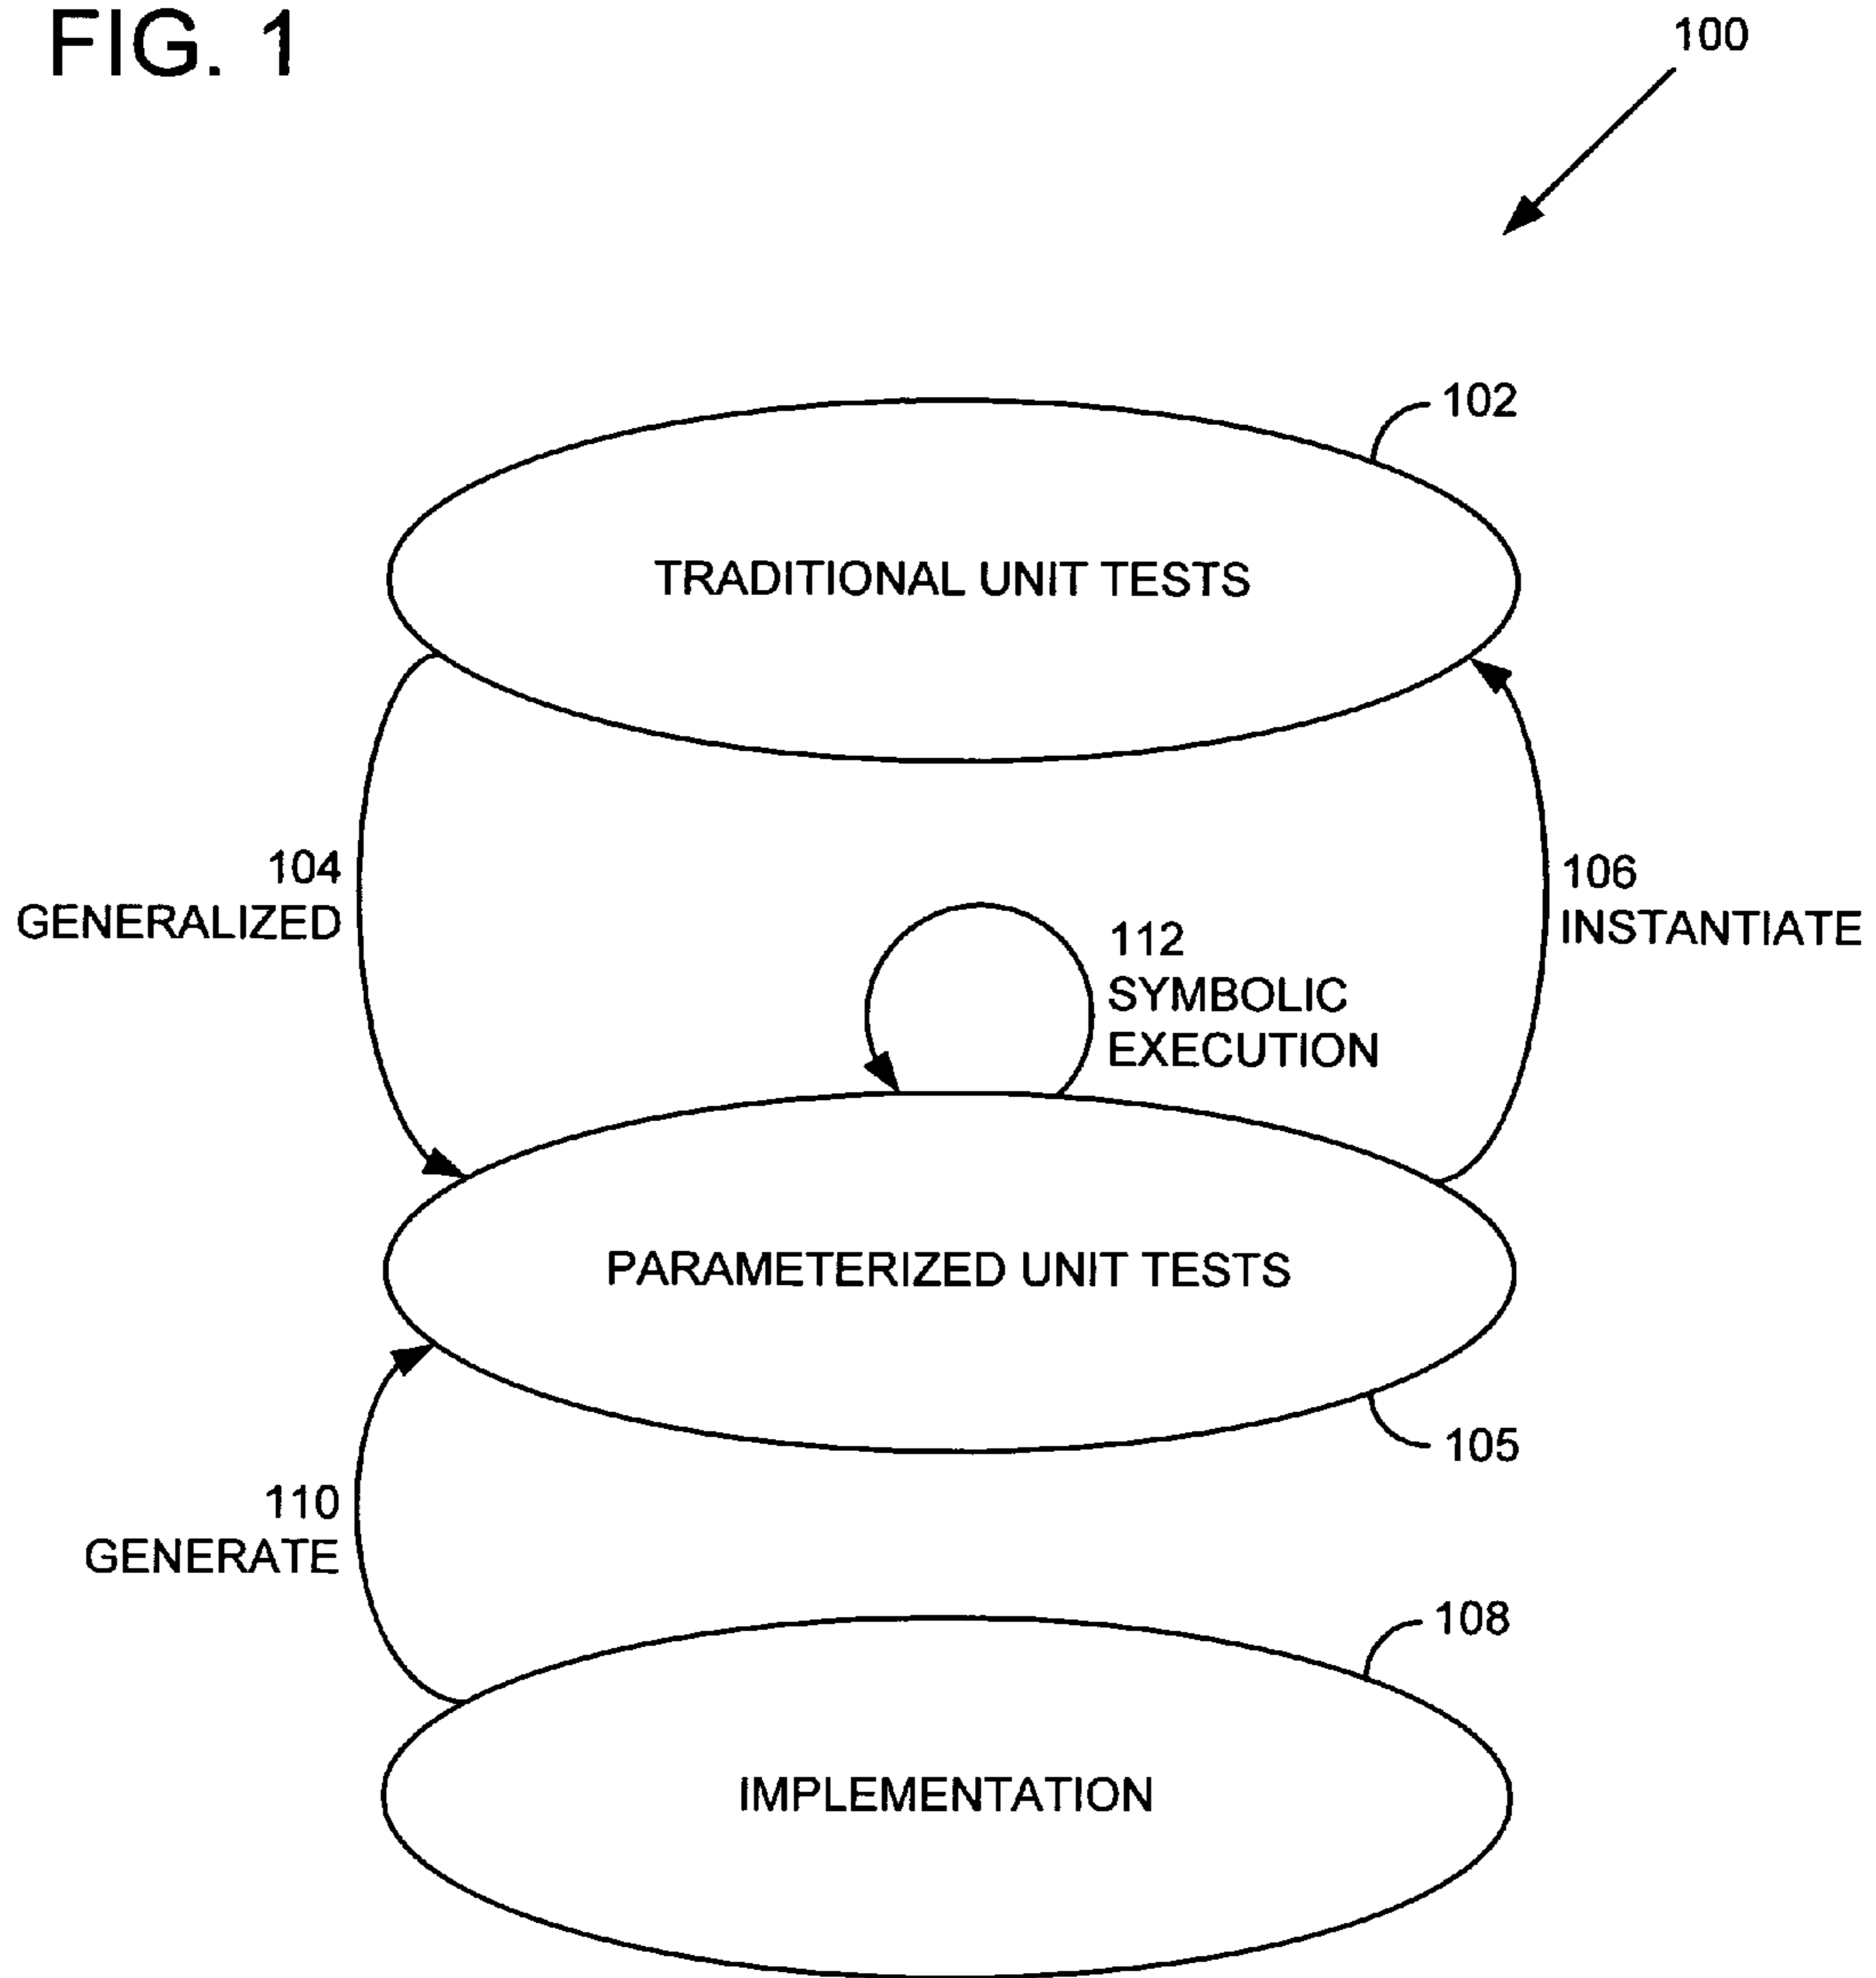 FIG. 1
100
102
TRADITIONAL UNIT TESTS
104
GENERALIZED
106
INSTANTIATE
112
SYMBOLIC
EXECUTION
PARAMETERIZED UNIT TESTS
105
110
GENERATE
108
IMPLEMENTATION